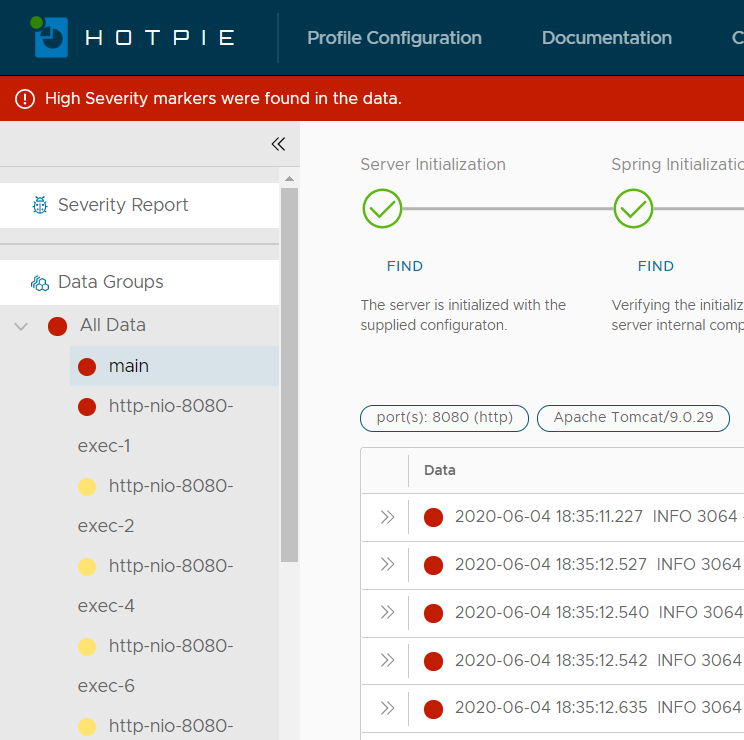 HOTPIE
Profile Configuration
Documentation
C
High Severity markers were found in the data.
Severity Report
Data Groups
All Data
main
http-nio-8080-
exec-1
http-nio-8080-
exec-2
http-nio-8080-
exec-4
http-nio-8080-
exec-6
http-nio-8080-
Server Initialization
FIND
The server is initialized with the
supplied configuraton.
Spring Initializatio
FIND
Verifying the initializ
server internal comp
port(s): 8080 (http)
Apache Tomcat/9.0.29
Data
2020-06-04 18:35:11.227 INFO 3064 -
2020-06-04 18:35:12.527 INFO 3064
2020-06-04 18:35:12.540 INFO 3064
2020-06-04 18:35:12.542 INFO 3064
2020-06-04 18:35:12.635 INFO 3064